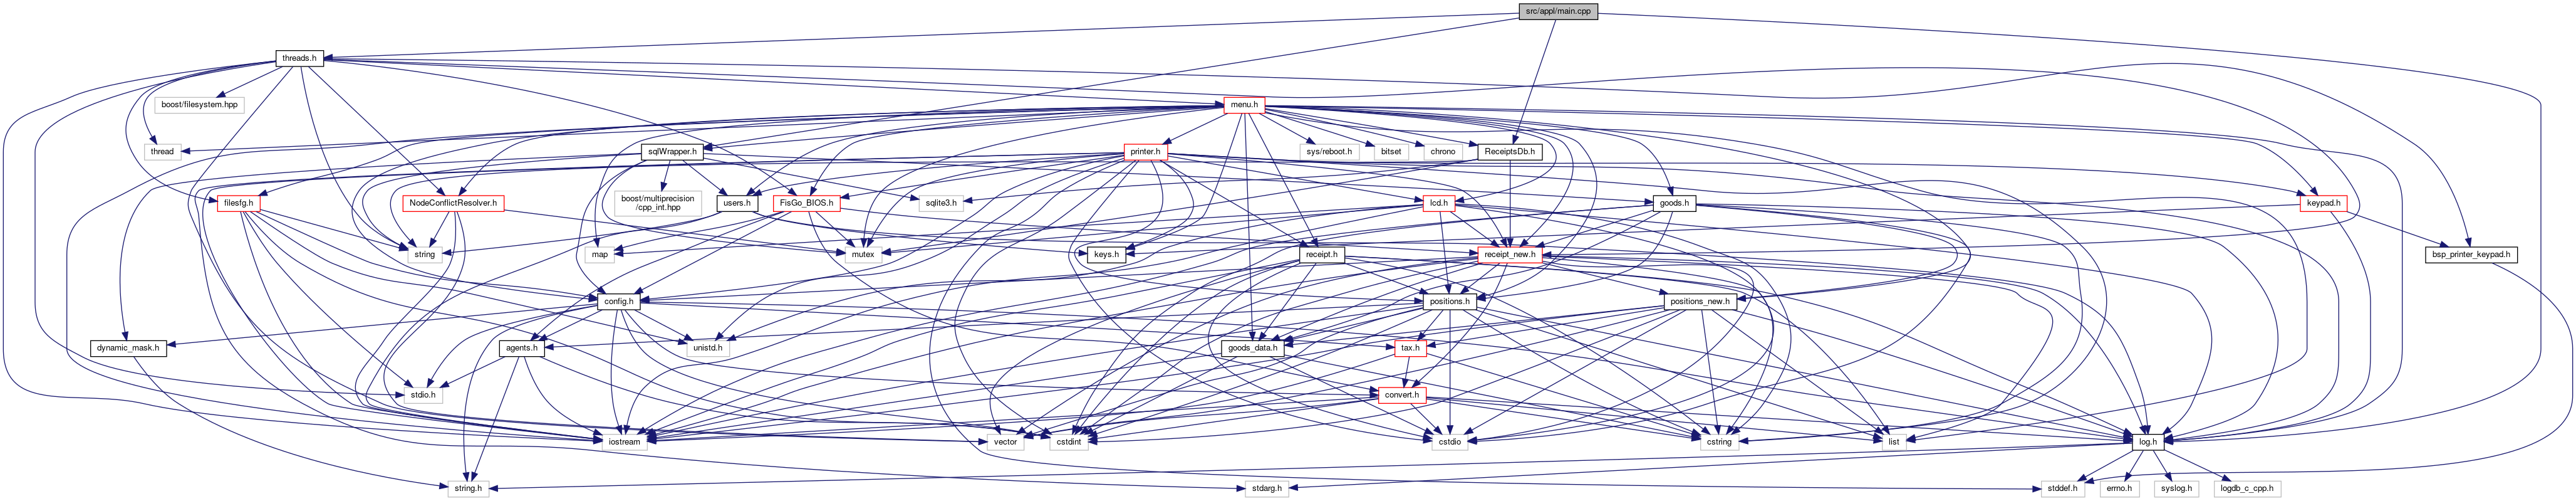 src/appl/main.cpp
threads.h
boost/filesystem.hpp
menu.h
thread
sqlWrapper.h
printer.h
sys/reboot.h
bitset
chrono
ReceiptsDb.h
filesfg.h
NodeConflictResolver.h
boost/multiprecision
/cpp_int.hpp
users.h
FisGo_BIOS.h
sqlite3.h
lcd.h
goods.h
keypad.h
string
map
mutex
keys.h
receipt.h
receipt_new.h
bsp_printer_keypad.h
config.h
positions.h
positions_new.h
dynamic_mask.h
agents.h
unistd.h
goods_data.h
tax.h
stdio.h
convert.h
iostream
vector
cstdint
cstdio
cstring
list
log.h
string.h
stdarg.h
stddef.h
errno.h
syslog.h
logdb_c_cpp.h